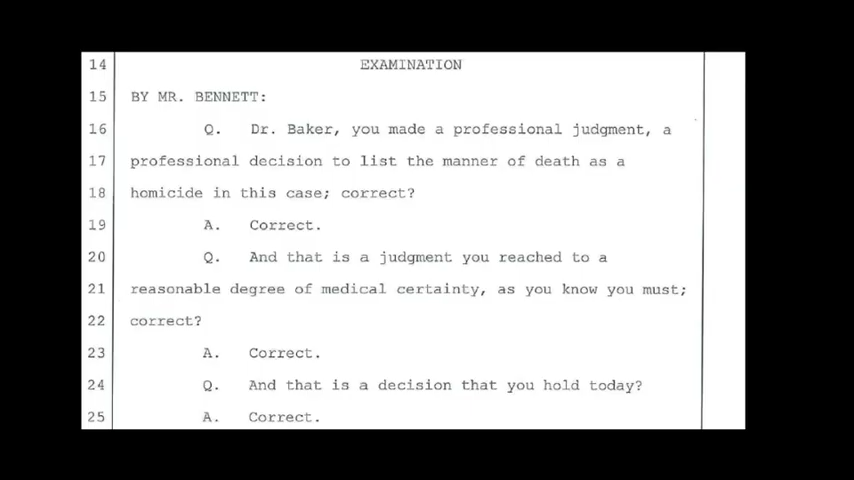 14 EXAMINATION
15 BY MR. BENNETT:
16 Q. Dr. Baker, you made a professional judgment, a
17 professional decision to list the manner of death as a
18 homicide in this case; correct?
19 A. Correct.
20 Q. And that is a judgment you reached to a
21 reasonable degree of medical certainty, as you know you must;
22 correct?
23 A. Correct.
24 Q. And that is a decision that you hold today?
25 A. Correct.